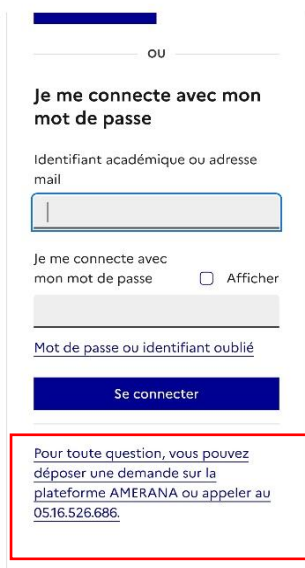 OU
Je me connecte avec mon
mot de passe
Identifiant académique ou adresse
mail
Je me connecte avec
mon mot de passe Afficher
Mot de passe ou identifiant oublié
Se connecter
Pour toute question, vous pouvez
déposer une demande sur la
plateforme AMERANA ou appeler au
05.16.526.686.